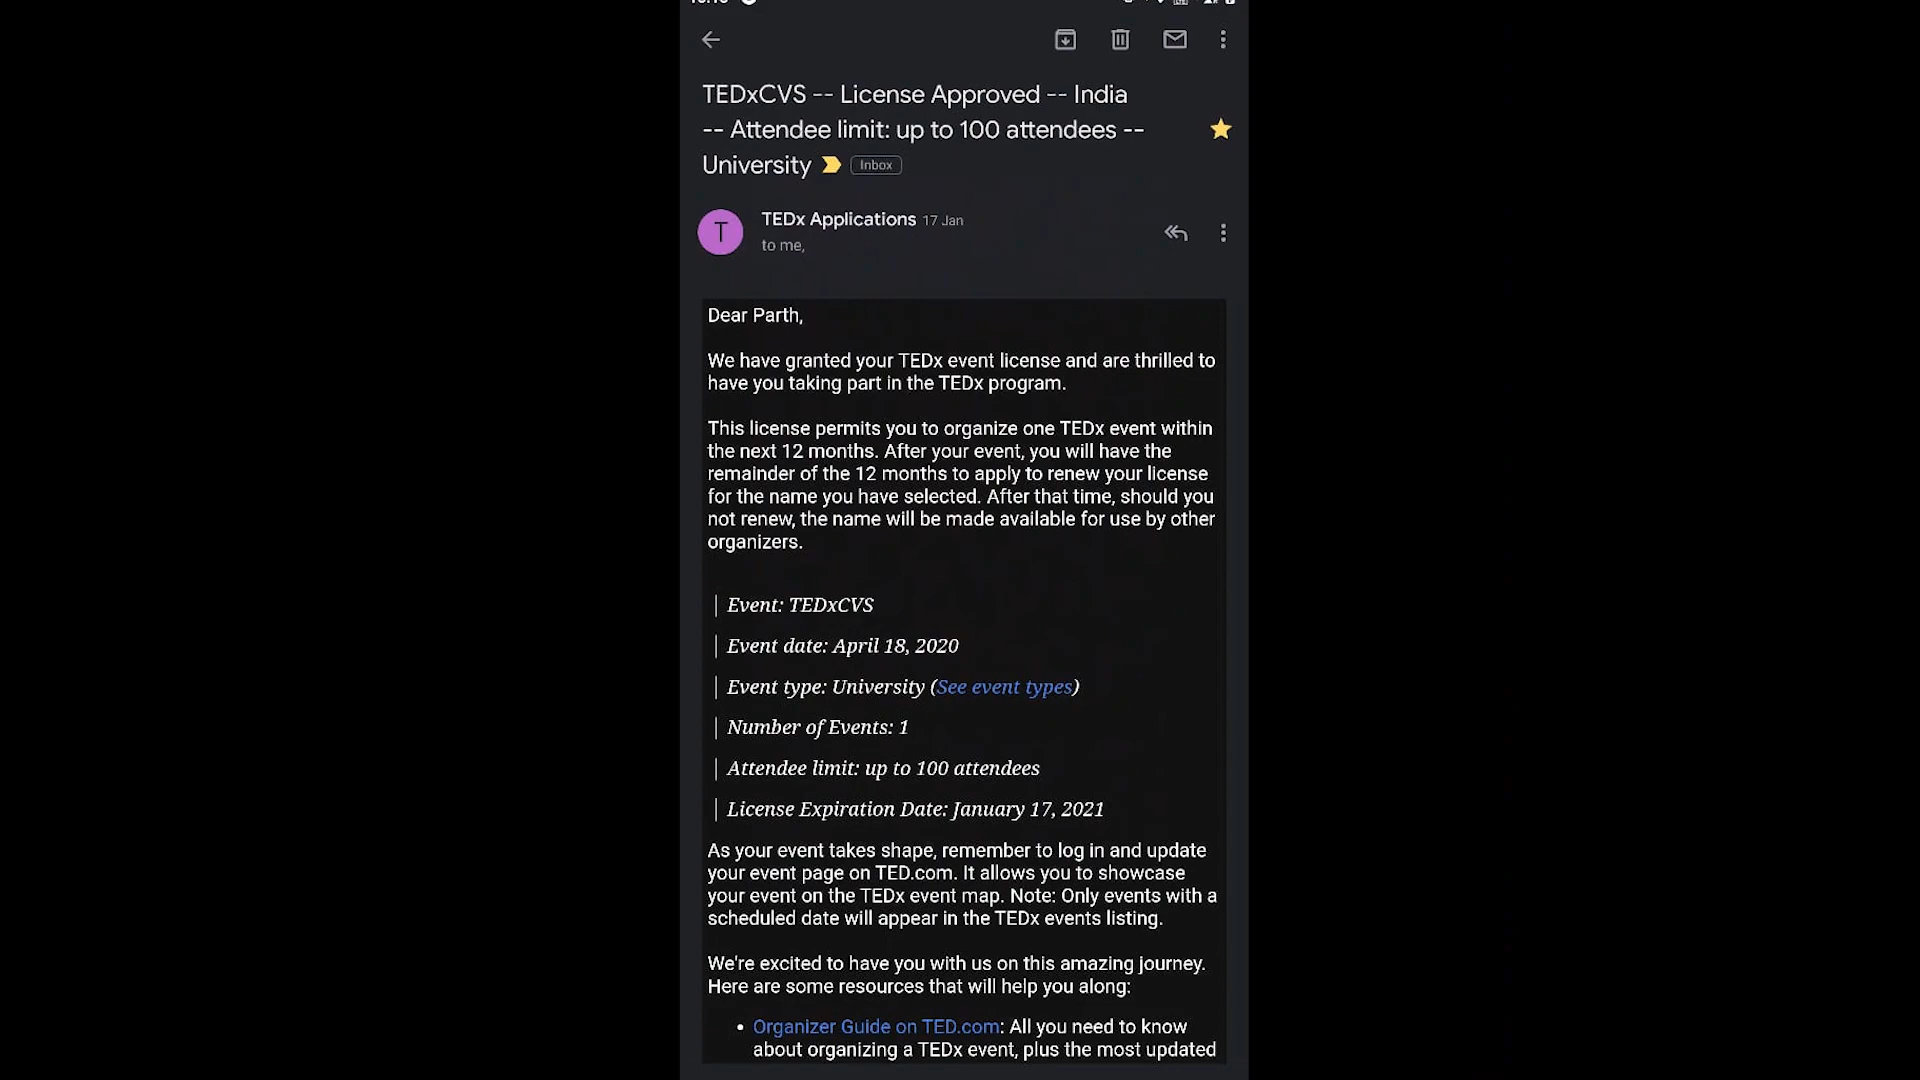 TEDxCVS -- License Approved -- India
-- Attendee limit: up to 100 attendees --
University Inbox
T
TEDx Applications 17 Jan
to me,
Dear Parth,
We have granted your TEDx event license and are thrilled to
have you taking part in the TEDx program.
This license permits you to organize one TEDx event within
the next 12 months. After your event, you will have the
remainder of the 12 months to apply to renew your license
for the name you have selected. After that time, should you
not renew, the name will be made available for use by other
organizers.
| Event: TEDxCVS
| Event date: April 18, 2020
| Event type: University (See event types)
| Number of Events: 1
| Attendee limit: up to 100 attendees
| License Expiration Date: January 17, 2021
As your event takes shape, remember to log in and update
your event page on TED.com. It allows you to showcase
your event on the TEDx event map. Note: Only events with a
scheduled date will appear in the TEDx events listing.
We're excited to have you with us on this amazing journey.
Here are some resources that will help you along:
• Organizer Guide on TED.com: All you need to know
about organizing a TEDx event, plus the most updated